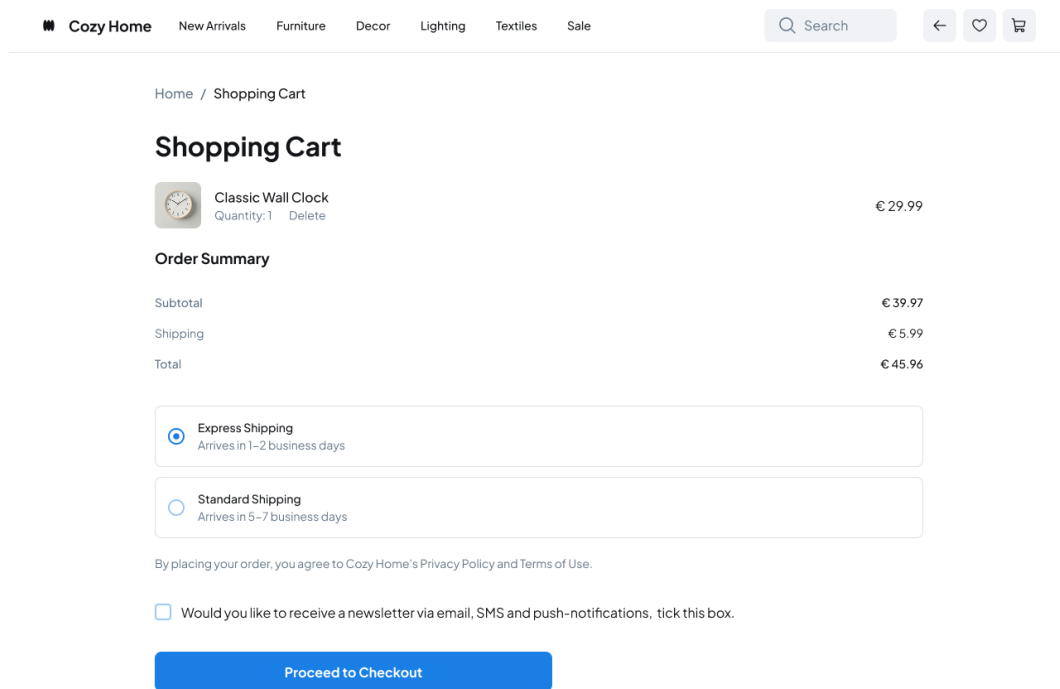 Cozy Home New Arrivals Furniture Decor Lighting Textiles Sale Search
Home / Shopping Cart
Shopping Cart
Classic Wall Clock
Quantity: 1 Delete
€ 29.99
Order Summary
Subtotal € 39.97
Shipping € 5.99
Total € 45.96
Express Shipping
Arrives in 1–2 business days
Standard Shipping
Arrives in 5–7 business days
By placing your order, you agree to Cozy Home's Privacy Policy and Terms of Use.
Would you like to receive a newsletter via email, SMS and push-notifications, tick this box.
Proceed to Checkout